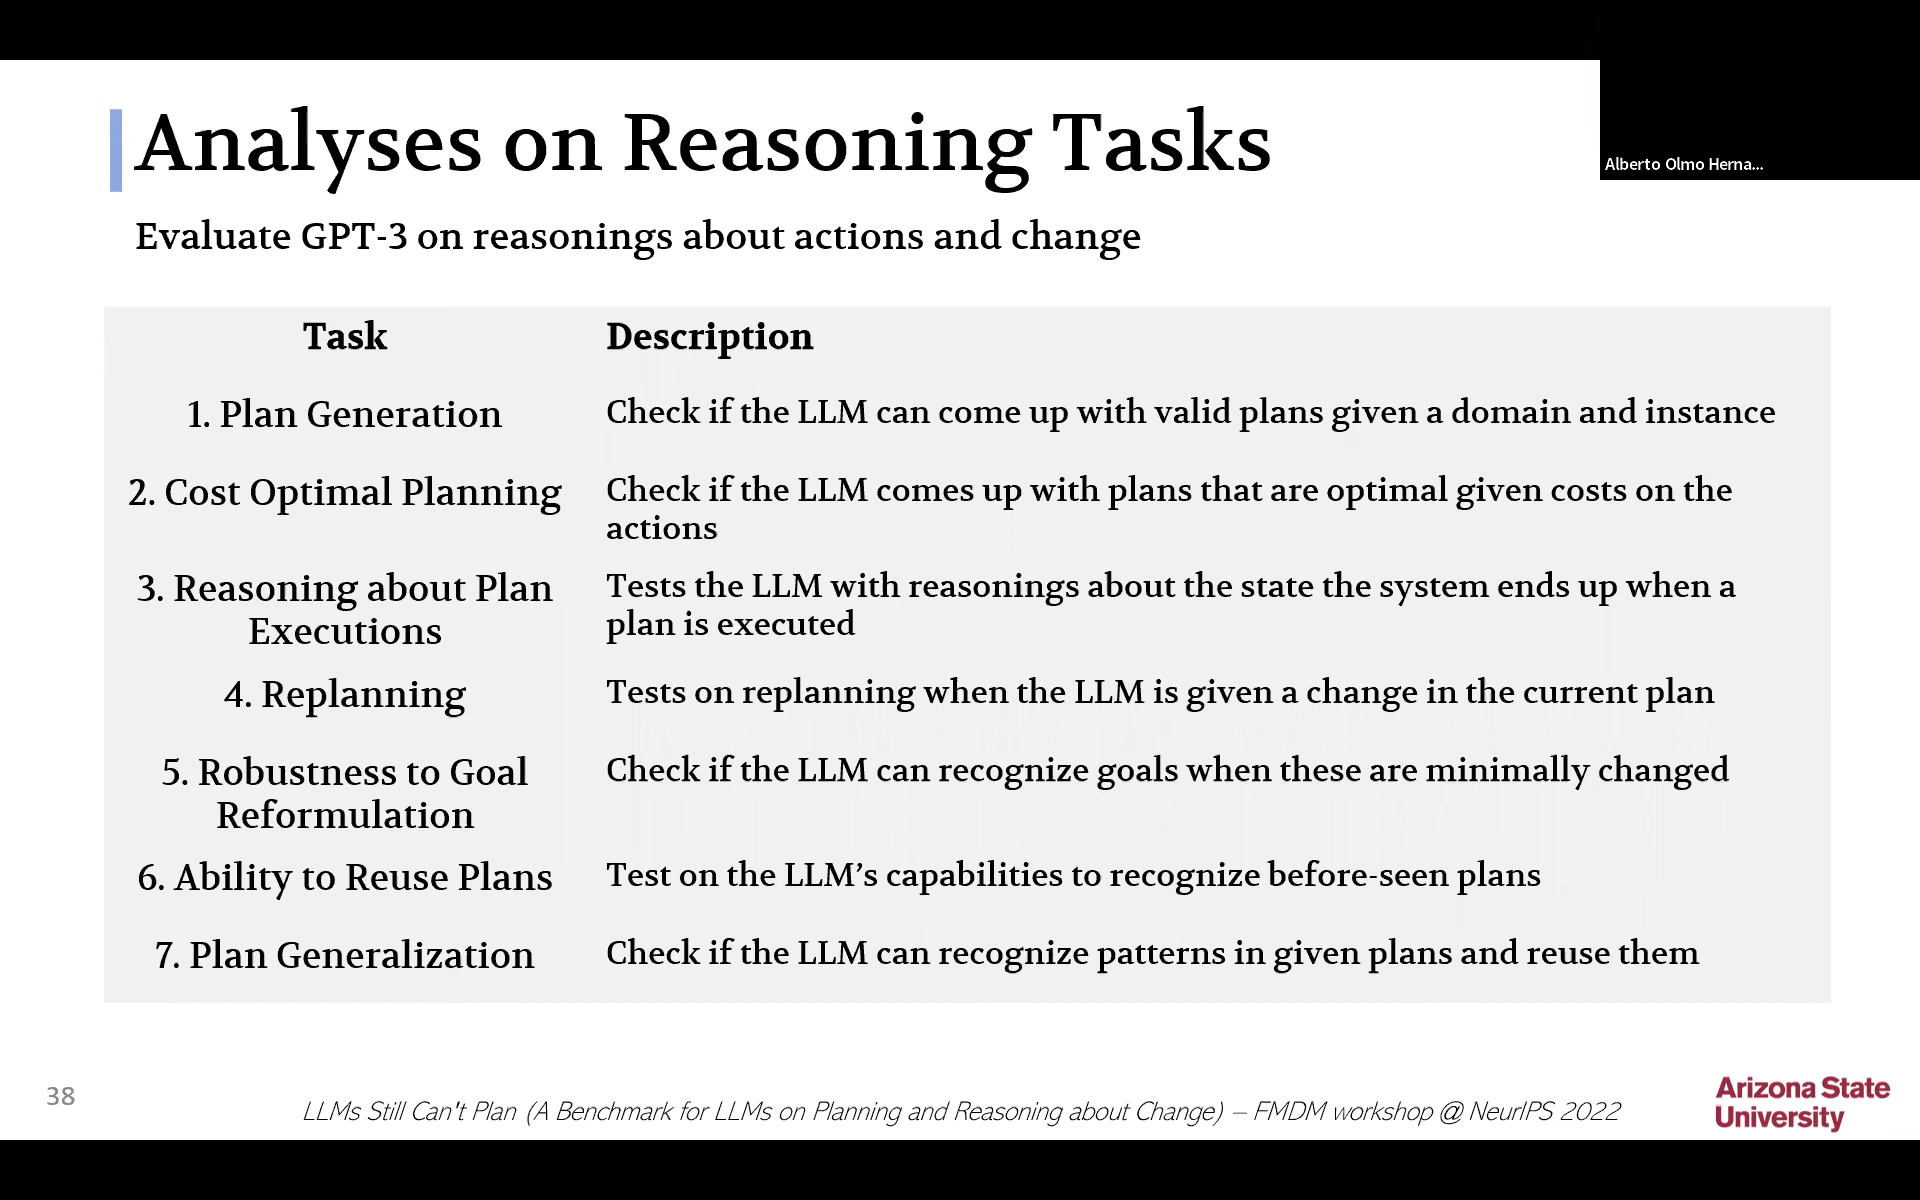 Alberto Olmo Herna...
Analyses on Reasoning Tasks
Evaluate GPT-3 on reasonings about actions and change
Task
Description
1. Plan Generation
Check if the LLM can come up with valid plans given a domain and instance
2. Cost Optimal Planning
Check if the LLM comes up with plans that are optimal given costs on the
actions
3. Reasoning about Plan
Executions
Tests the LLM with reasonings about the state the system ends up when a
plan is executed
4. Replanning
Tests on replanning when the LLM is given a change in the current plan
5. Robustness to Goal
Reformulation
Check if the LLM can recognize goals when these are minimally changed
6. Ability to Reuse Plans
Test on the LLM’s capabilities to recognize before-seen plans
7. Plan Generalization
Check if the LLM can recognize patterns in given plans and reuse them
38
LLMs Still Can't Plan (A Benchmark for LLMs on Planning and Reasoning about Change) – FMDM workshop @ NeurIPS 2022
Arizona State
University